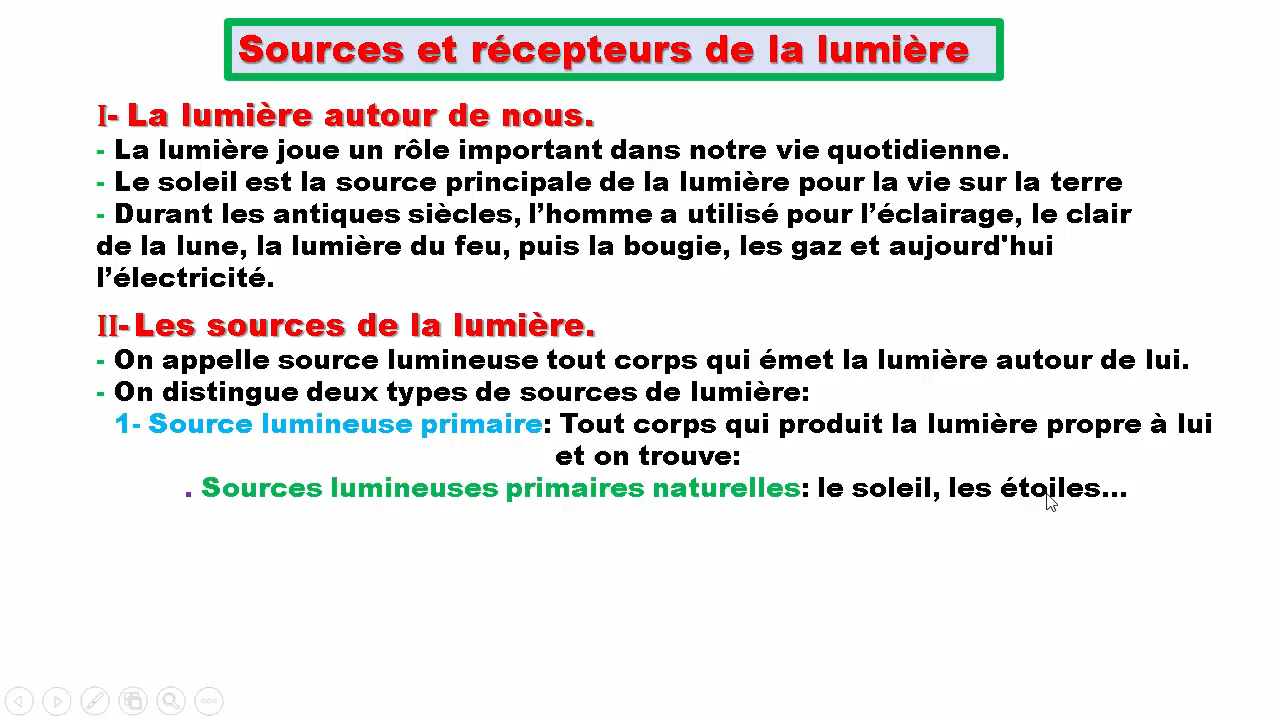 Sources et récepteurs de la lumière
I- La lumière autour de nous.
- La lumière joue un rôle important dans notre vie quotidienne.
- Le soleil est la source principale de la lumière pour la vie sur la terre
- Durant les antiques siècles, l’homme a utilisé pour l’éclairage, le clair
de la lune, la lumière du feu, puis la bougie, les gaz et aujourd'hui
l’électricité.
II- Les sources de la lumière.
- On appelle source lumineuse tout corps qui émet la lumière autour de lui.
- On distingue deux types de sources de lumière:
1- Source lumineuse primaire: Tout corps qui produit la lumière propre à lui
et on trouve:
. Sources lumineuses primaires naturelles: le soleil, les étoiles...